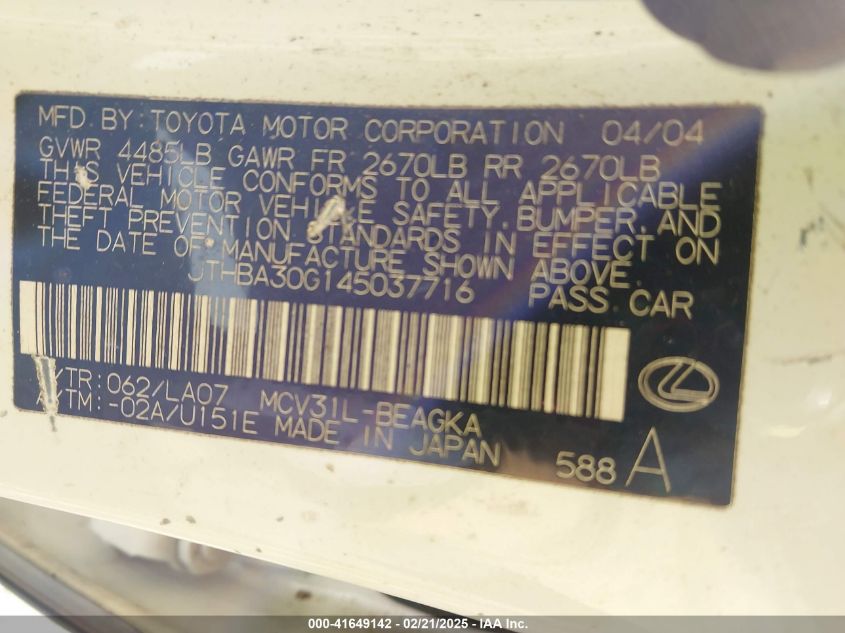 MFD BY: TOYOTA MOTOR CORPORATION 04/04
GVWR 4485LB GAWR FR 2670LB RR 2670LB
THIS VEHICLE CONFORMS TO ALL APPLICABLE
FEDERAL MOTOR VEHICLE SAFETY, BUMPER, AND
THEFT PREVENTION STANDARDS IN EFFECT ON
THE DATE OF MANUFACTURE SHOWN ABOVE.
JTHBA30G145037716 PASS. CAR
C/TR: 062/LA07 MCV31L-BEAGKA
A/TM: -02A/U151E MADE IN JAPAN
588 A
000-41649142 - 02/21/2025 - IAA Inc.